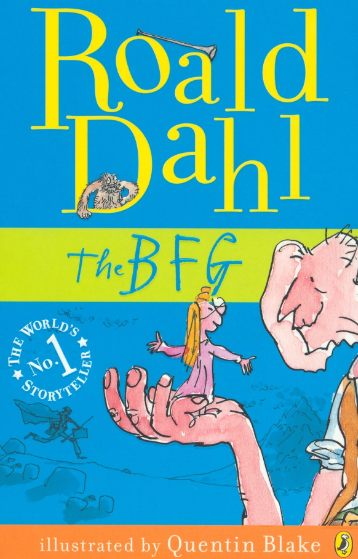 Roald
Dahl
the BFG
THE WORLD'S
No. 1
STORYTELLER
illustrated by Quentin Blake